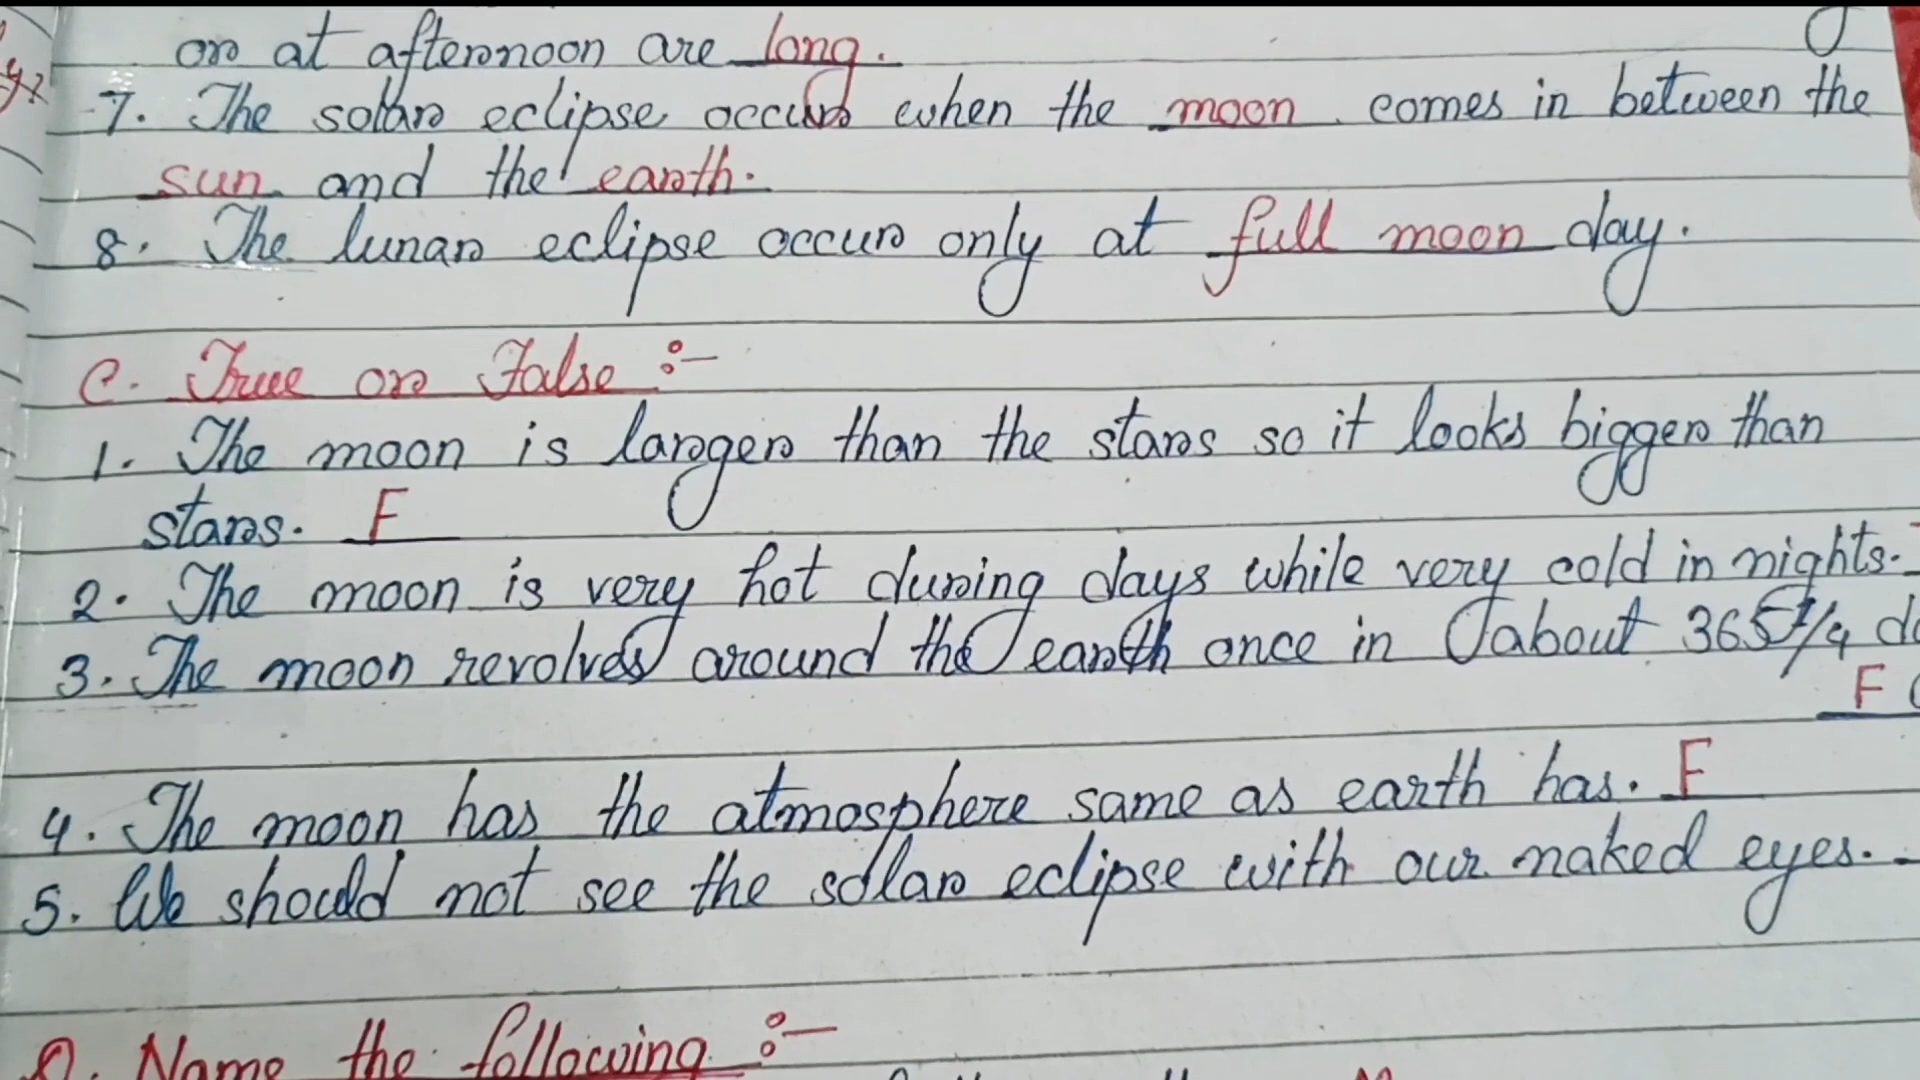 or at afternoon are long.
7. The solar eclipse occurs when the moon comes in between the
sun and the earth.
8. The lunar eclipse occur only at full moon day.
C. True or False :-
1. The moon is larger than the stars so it looks bigger than
stars. F
2. The moon is very hot during days while very cold in nights.
3. The moon revolves around the earth once in about 365 1/4
F
4. The moon has the atmosphere same as earth has. F
5. We should not see the solar eclipse with our naked eyes.
D. Name the following :-